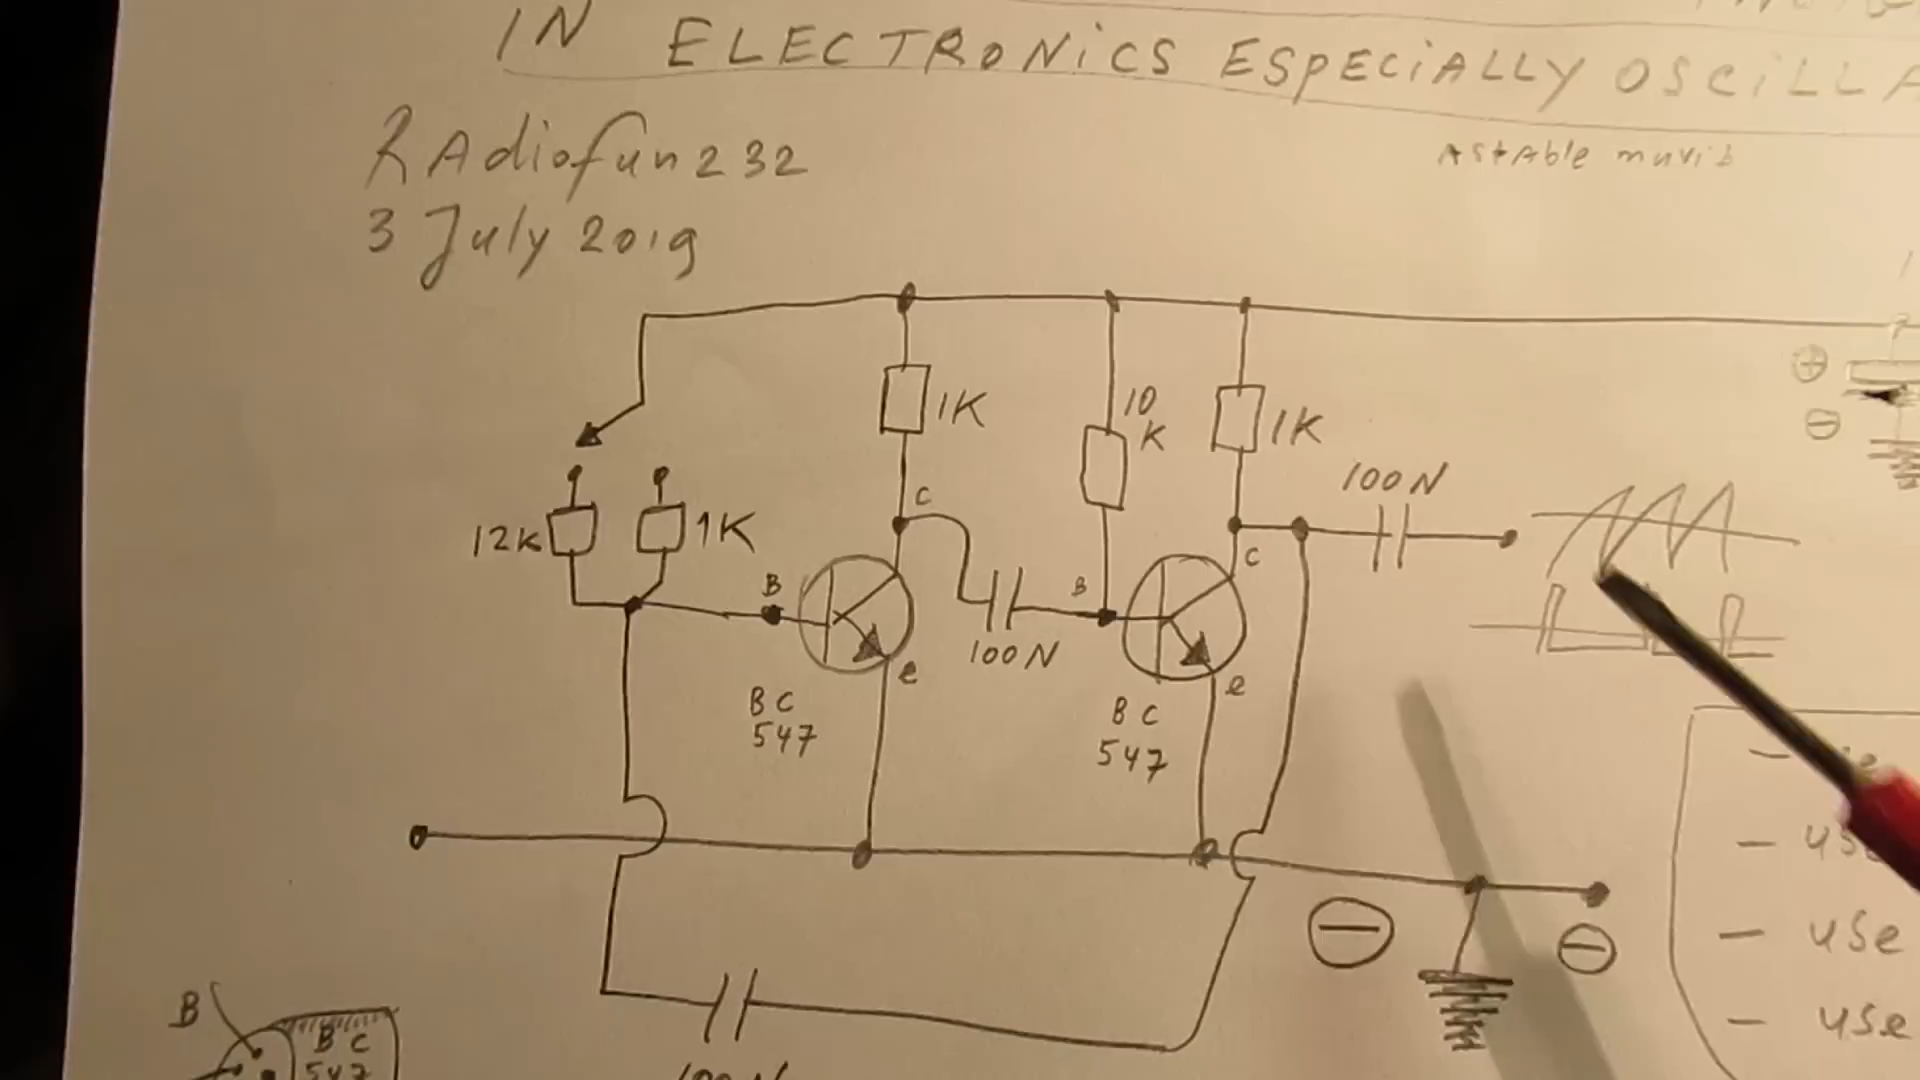 IN ELECTRONiCS ESPECiALLY OSCiLLA
RAdiofun232
3 July 2019
AStAble muvib
1K
10
K
1K
100N
12K
1K
C
C
B
B
100N
e
e
BC
547
BC
547
+
−
−
−
use
use
B
BC
547
100N